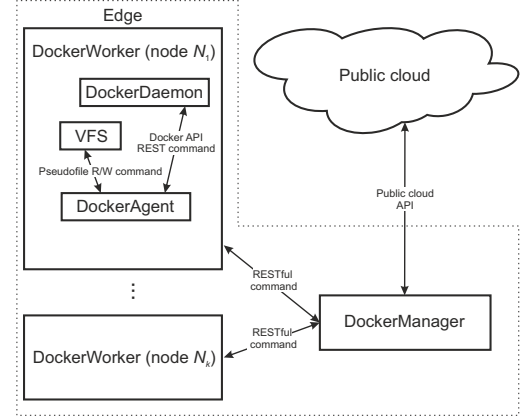 Edge
DockerWorker (node N1)
DockerDaemon
VFS
Docker API
REST command
Pseudofile R/W command
DockerAgent
Public cloud
Public cloud
API
RESTful
command
⋮
DockerManager
RESTful
command
DockerWorker (node Nk)